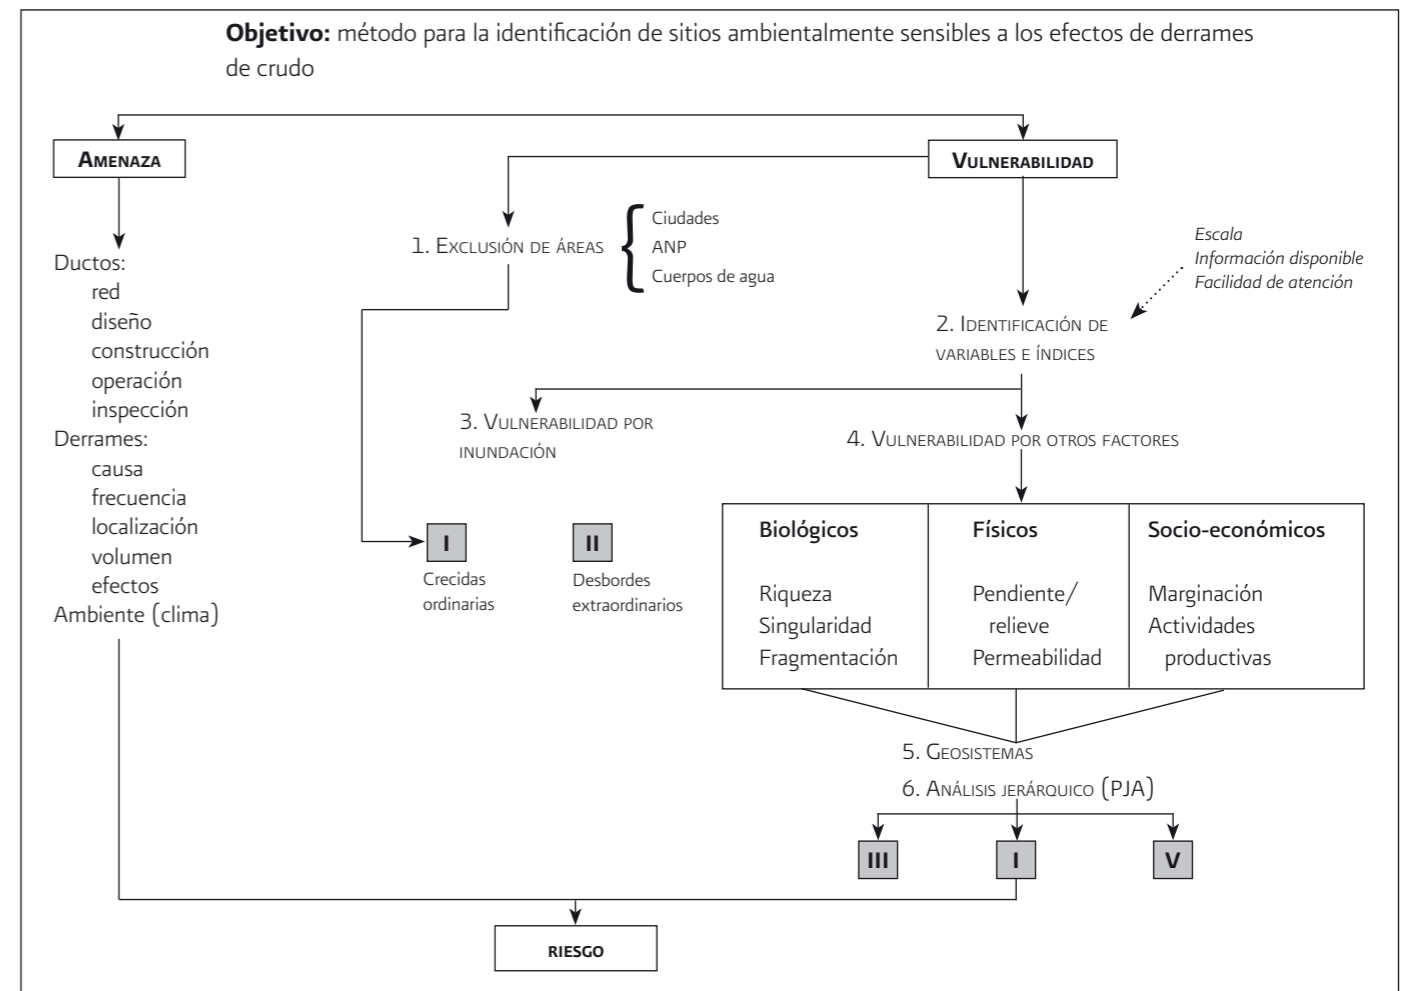 Objetivo: método para la identificación de sitios ambientalmente sensibles a los efectos de derrames
de crudo
AMENAZA
VULNERABILIDAD
Ductos:
red
diseño
construcción
operación
inspección
Derrames:
causa
frecuencia
localización
volumen
efectos
Ambiente (clima)
1. EXCLUSIÓN DE ÁREAS
Ciudades
ANP
Cuerpos de agua
Escala
Información disponible
Facilidad de atención
2. IDENTIFICACIÓN DE
VARIABLES E ÍNDICES
3. VULNERABILIDAD POR
INUNDACIÓN
4. VULNERABILIDAD POR OTROS FACTORES
I
Crecidas
ordinarias
II
Desbordes
extraordinarios
Biológicos
Riqueza
Singularidad
Fragmentación
Físicos
Pendiente/
relieve
Permeabilidad
Socio-económicos
Marginación
Actividades
productivas
5. GEOSISTEMAS
6. ANÁLISIS JERÁRQUICO (PJA)
III
I
V
RIESGO